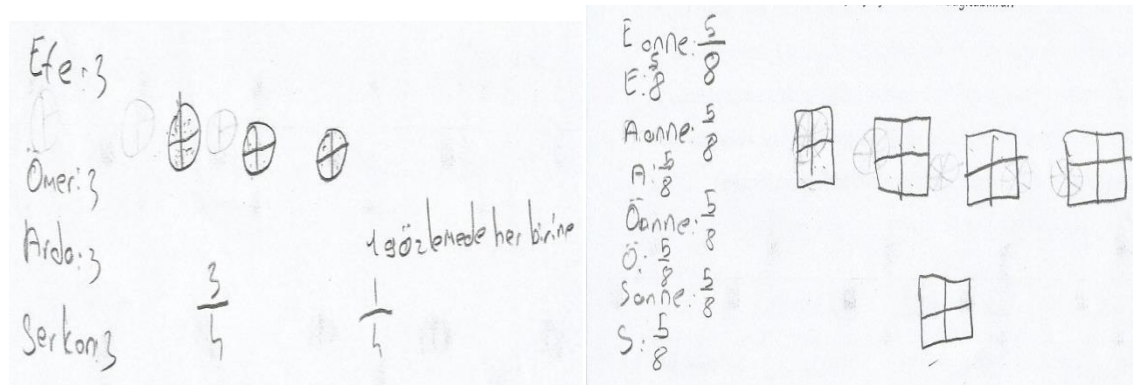 Efe: 3
Ömer: 3
Arda: 3
Serkan: 3
3/4
1 gözlemede her birine
1/4
E anne: 5/8
E: 5/8
A anne: 5/8
A: 5/8
Ö anne: 5/8
Ö: 5/8
S anne: 5/8
S: 5/8